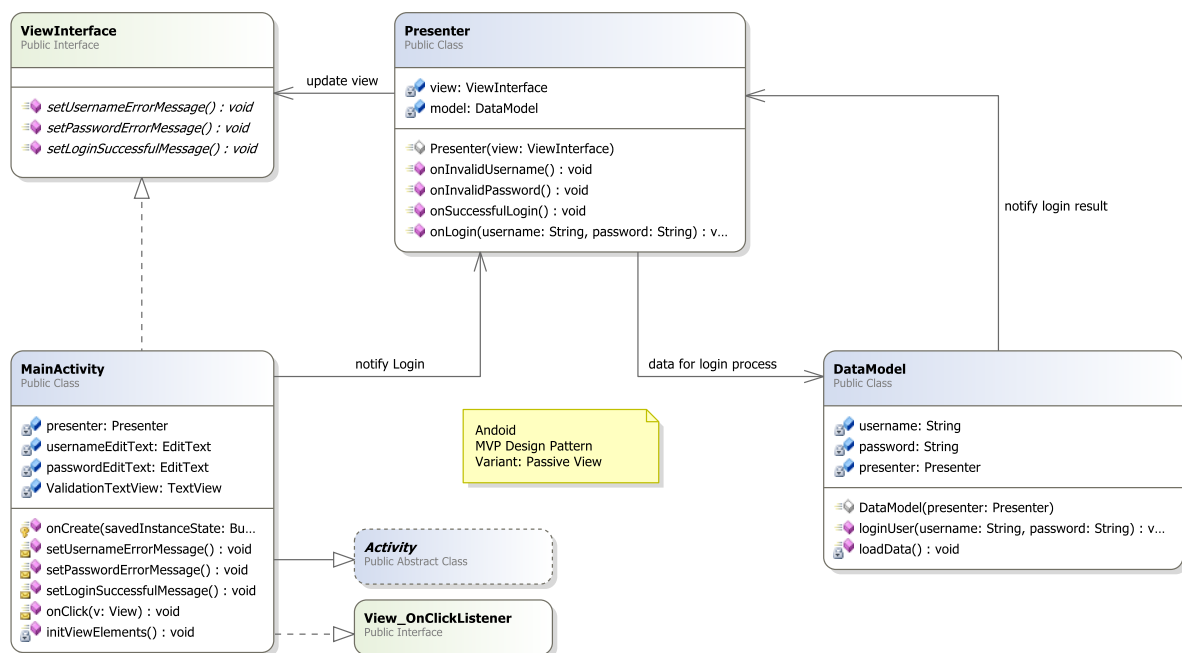 ViewInterface
Public Interface
setUsernameErrorMessage() : void
setPasswordErrorMessage() : void
setLoginSuccessfulMessage() : void
update view
Presenter
Public Class
view: ViewInterface
model: DataModel
Presenter(view: ViewInterface)
onInvalidUsername() : void
onInvalidPassword() : void
onSuccessfulLogin() : void
onLogin(username: String, password: String) : v...
notify login result
notify Login
data for login process
MainActivity
Public Class
presenter: Presenter
usernameEditText: EditText
passwordEditText: EditText
ValidationTextView: TextView
onCreate(savedInstanceState: Bu...
setUsernameErrorMessage() : void
setPasswordErrorMessage() : void
setLoginSuccessfulMessage() : void
onClick(v: View) : void
initViewElements() : void
Andoid
MVP Design Pattern
Variant: Passive View
Activity
Public Abstract Class
View_OnClickListener
Public Interface
DataModel
Public Class
username: String
password: String
presenter: Presenter
DataModel(presenter: Presenter)
loginUser(username: String, password: String) : v...
loadData() : void